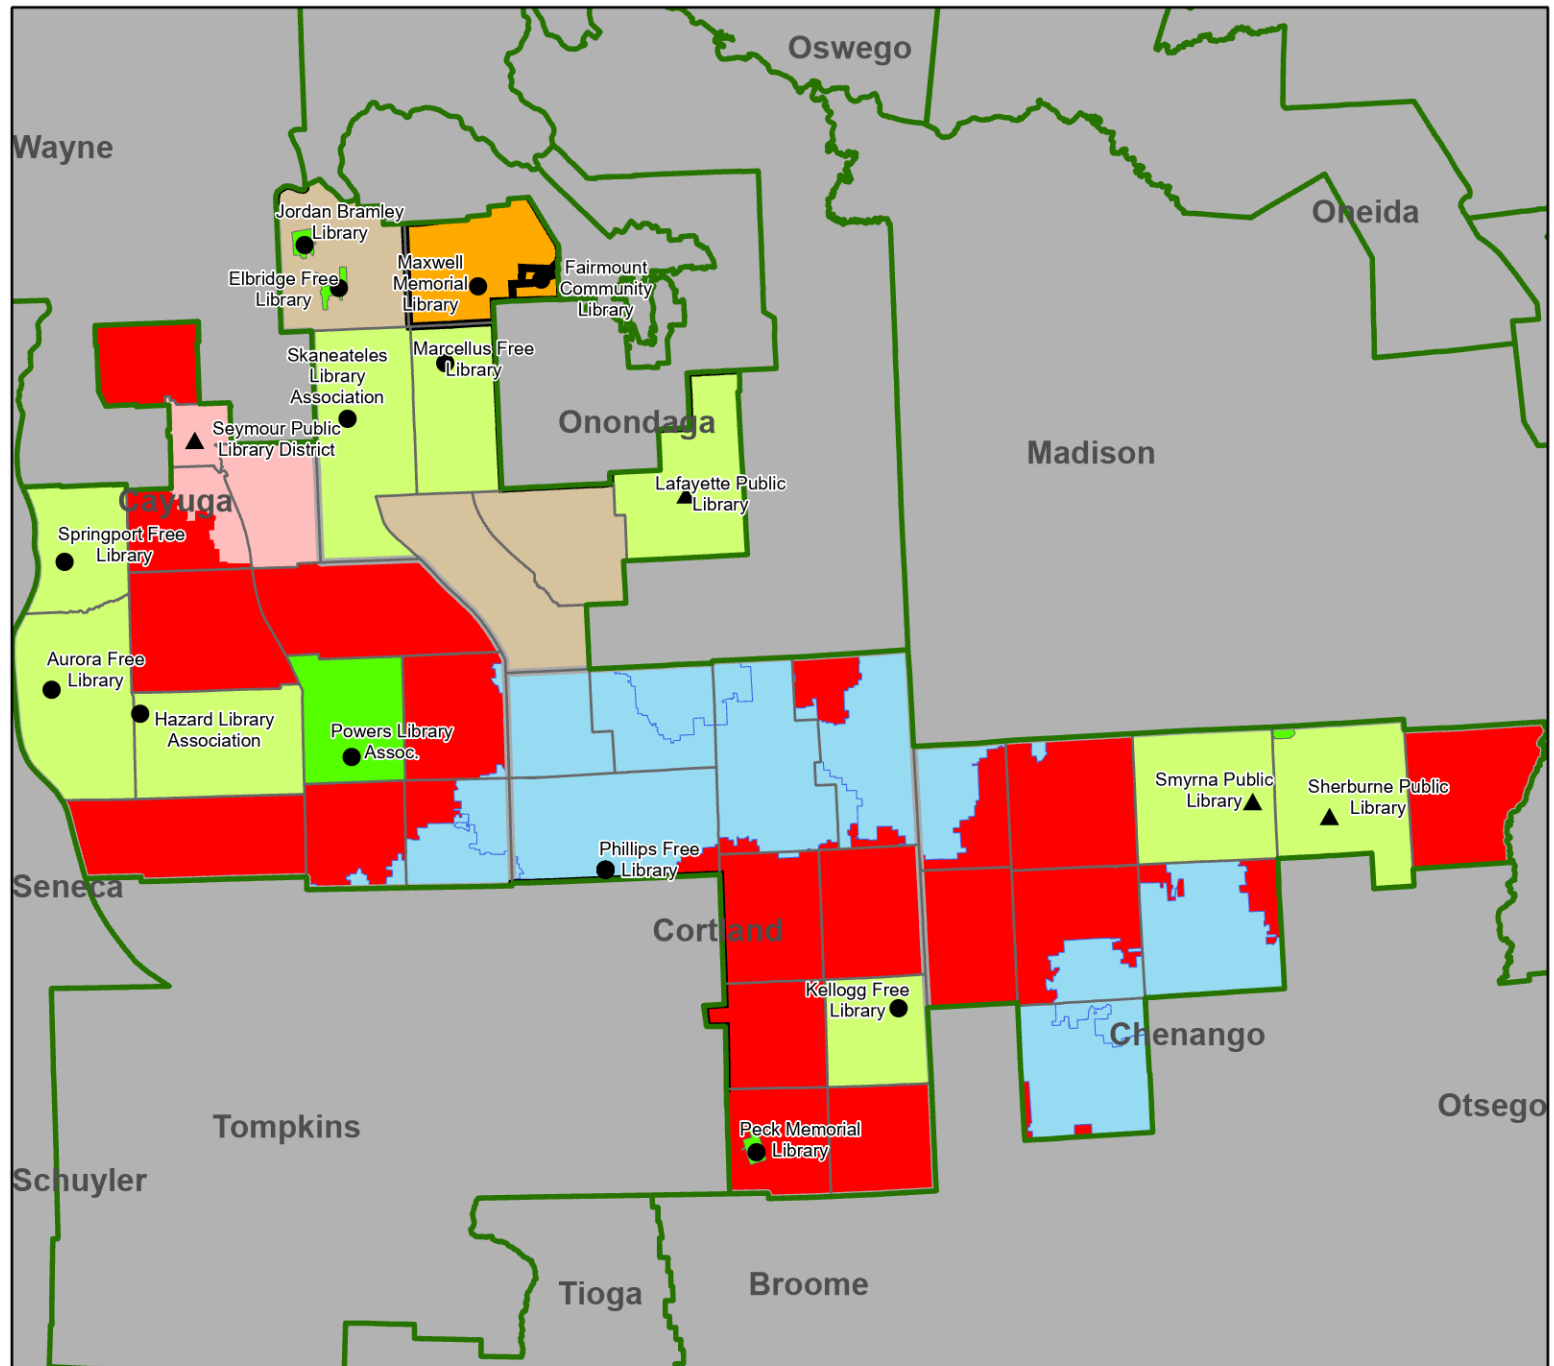 Oswego
Wayne
Oneida
Jordan Bramley
Library
Elbridge Free
Library
Maxwell
Memorial
Library
Fairmount
Community
Library
Skaneateles
Library
Association
Marcellus Free
Library
Onondaga
Seymour Public
Library District
Madison
Cayuga
Lafayette Public
Library
Springport Free
Library
Aurora Free
Library
Hazard Library
Association
Powers Library
Assoc.
Smyrna Public
Library
Sherburne Public
Library
Phillips Free
Library
Seneca
Cortland
Kellogg Free
Library
Chenango
Otsego
Tompkins
Peck Memorial
Library
Schuyler
Tioga
Broome